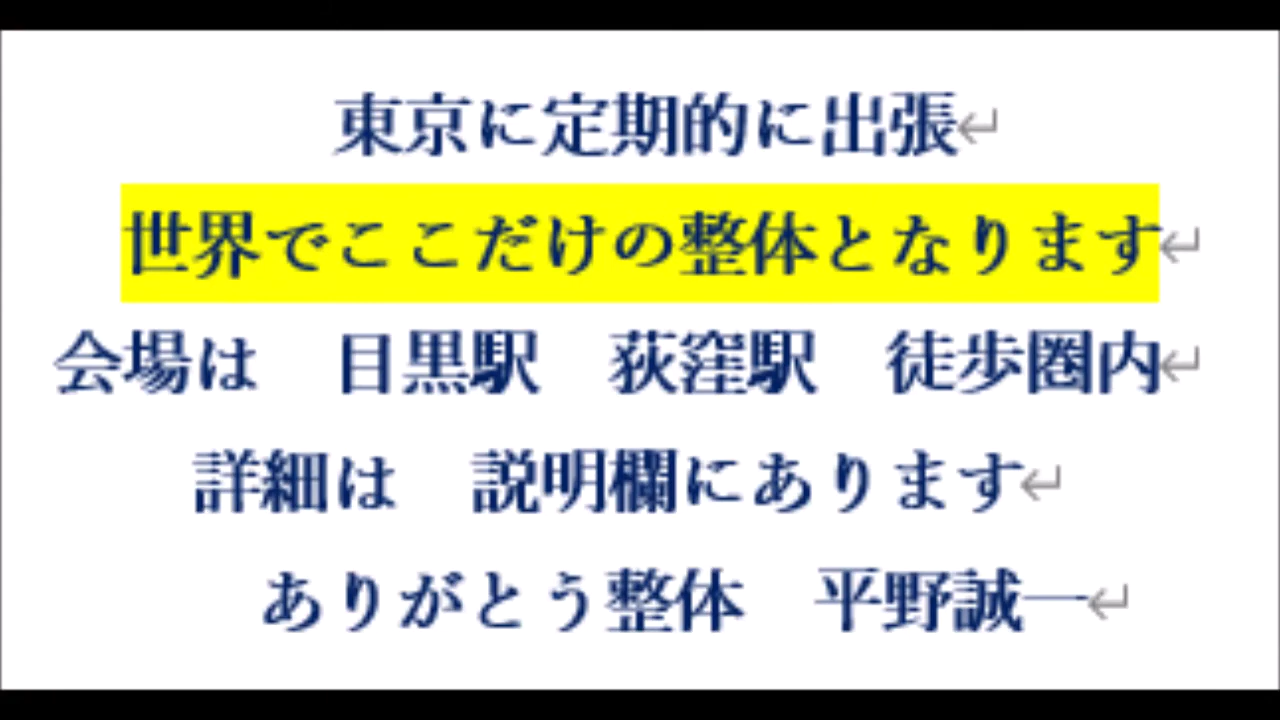 東京に定期的に出張
世界でここだけの整体となります
会場は　目黒駅　荻窪駅　徒歩圏内
詳細は　説明欄にあります
ありがとう整体　平野誠一